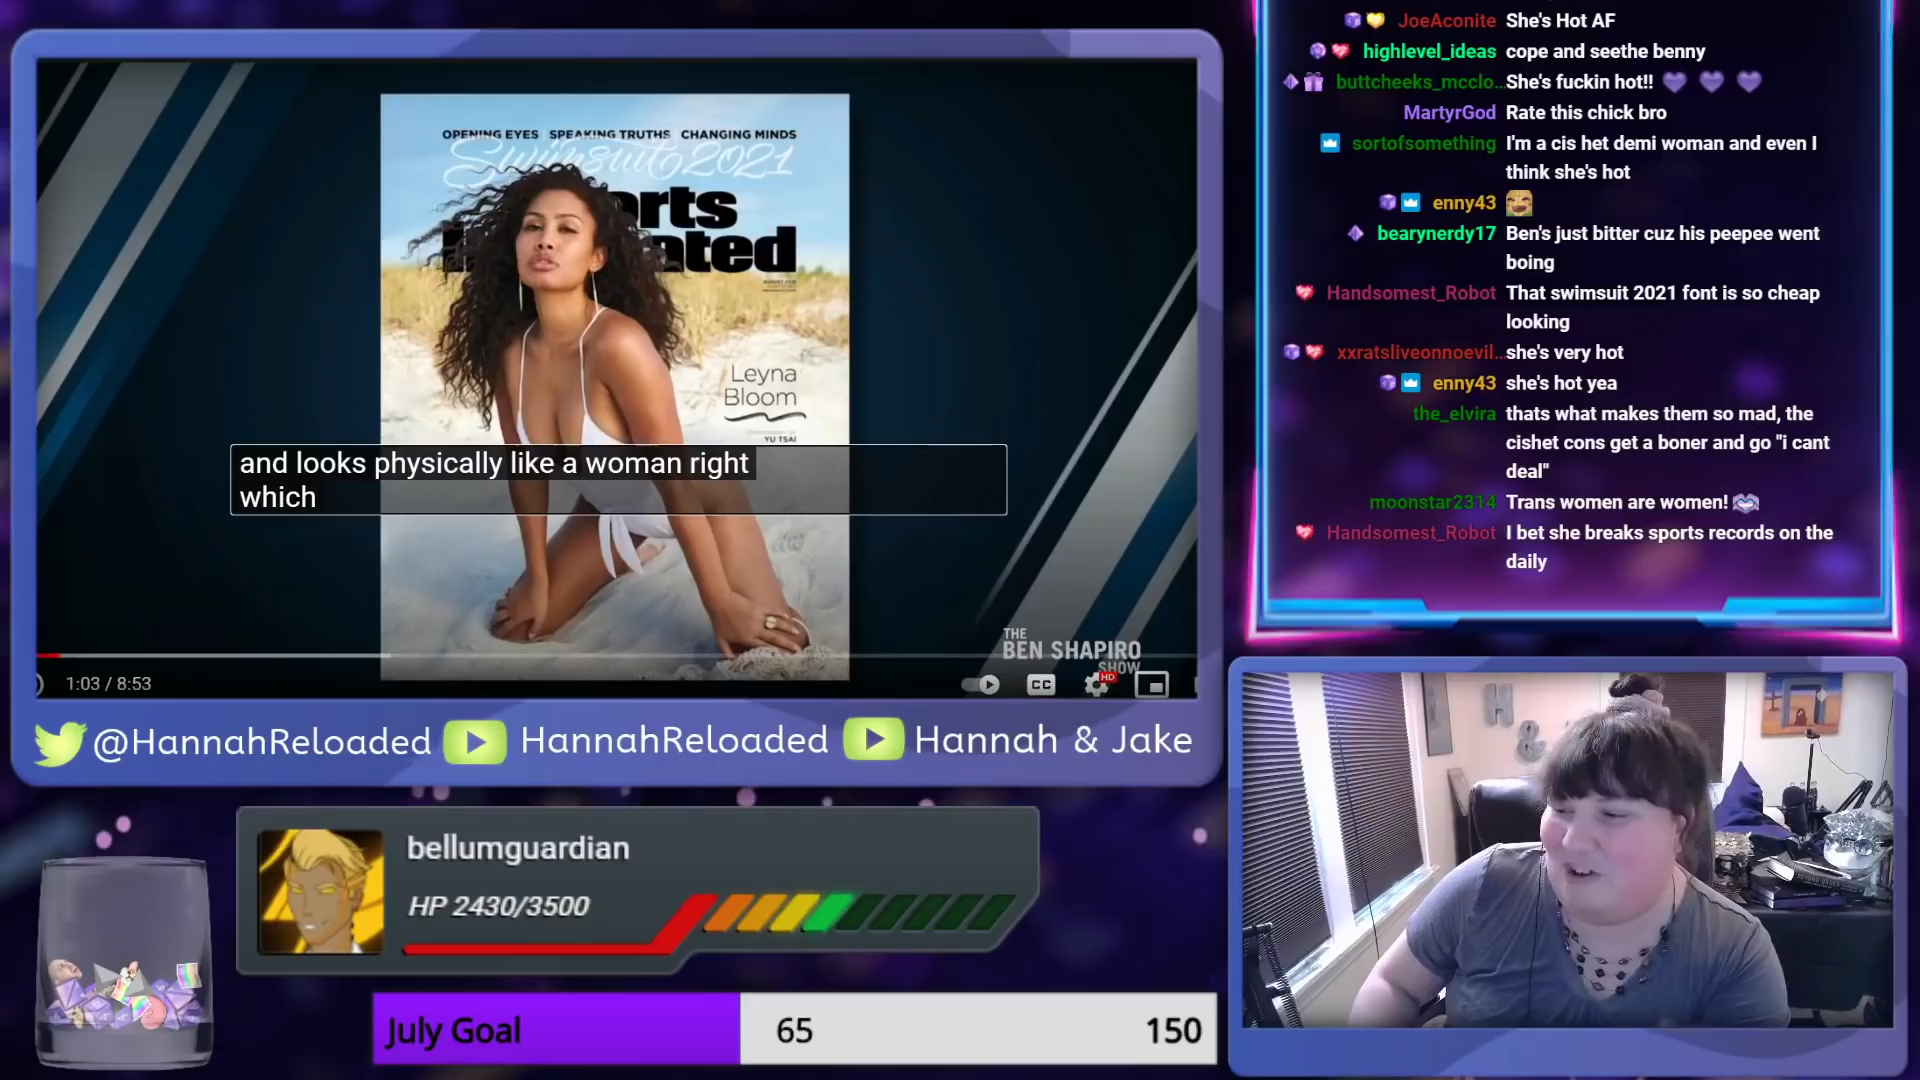 OPENING EYES SPEAKING TRUTHS CHANGING MINDS
Swimsuit 2021
rts
ated
Leyna
Bloom
YU TSAI
and looks physically like a woman right
which
THE
BEN SHAPIRO
SHOW
1:03 / 8:53
CC
HD
@HannahReloaded HannahReloaded Hannah & Jake
bellumguardian
HP 2430/3500
July Goal 65 150
JoeAconite She's Hot AF
highlevel_ideas cope and seethe benny
buttcheeks_mcclo... She's fuckin hot!!
MartyrGod Rate this chick bro
sortofsomething I'm a cis het demi woman and even I
think she's hot
enny43
bearynerdy17 Ben's just bitter cuz his peepee went
boing
Handsomest_Robot That swimsuit 2021 font is so cheap
looking
xxratsliveonnoevil... she's very hot
enny43 she's hot yea
the_elvira thats what makes them so mad, the
cishet cons get a boner and go "i cant
deal"
moonstar2314 Trans women are women!
Handsomest_Robot I bet she breaks sports records on the
daily
H
&